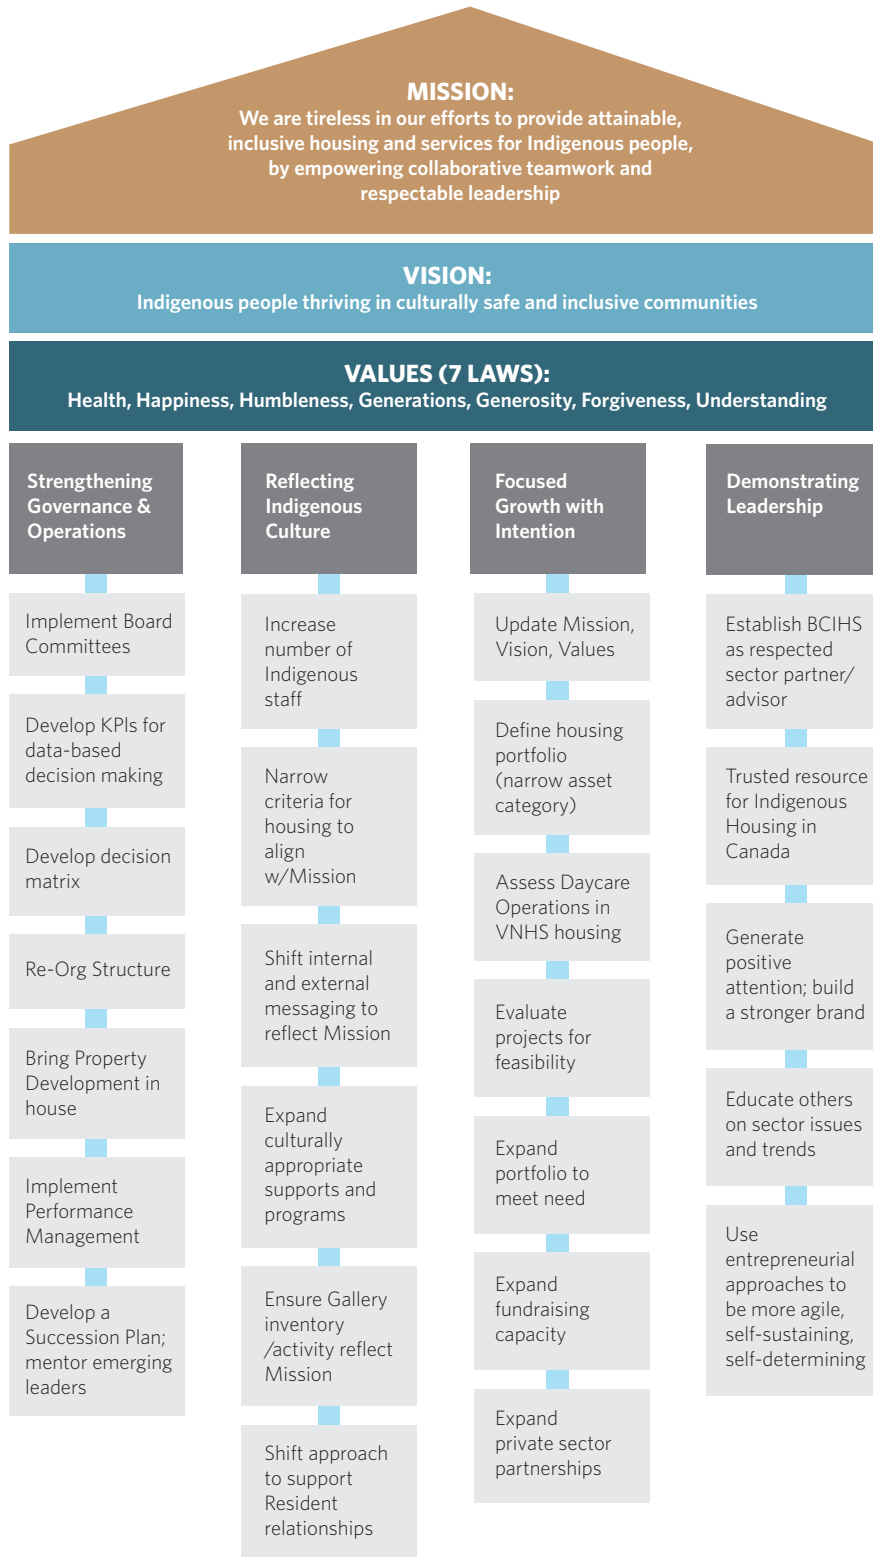 MISSION:
We are tireless in our efforts to provide attainable,
inclusive housing and services for Indigenous people,
by empowering collaborative teamwork and
respectable leadership
VISION:
Indigenous people thriving in culturally safe and inclusive communities
VALUES (7 LAWS):
Health, Happiness, Humbleness, Generations, Generosity, Forgiveness, Understanding
Strengthening
Governance &
Operations
Implement Board
Committees
Develop KPIs for
data-based
decision making
Develop decision
matrix
Re-Org Structure
Bring Property
Development in
house
Implement
Performance
Management
Develop a
Succession Plan;
mentor emerging
leaders
Reflecting
Indigenous
Culture
Increase
number of
Indigenous
staff
Narrow
criteria for
housing to
align
w/Mission
Shift internal
and external
messaging to
reflect Mission
Expand
culturally
appropriate
supports and
programs
Ensure Gallery
inventory
/activity reflect
Mission
Shift approach
to support
Resident
relationships
Focused
Growth with
Intention
Update Mission,
Vision, Values
Define housing
portfolio
(narrow asset
category)
Assess Daycare
Operations in
VNHS housing
Evaluate
projects for
feasibility
Expand
portfolio to
meet need
Expand
fundraising
capacity
Expand
private sector
partnerships
Demonstrating
Leadership
Establish BCIHS
as respected
sector partner/
advisor
Trusted resource
for Indigenous
Housing in
Canada
Generate
positive
attention; build
a stronger brand
Educate others
on sector issues
and trends
Use
entrepreneurial
approaches to
be more agile,
self-sustaining,
self-determining